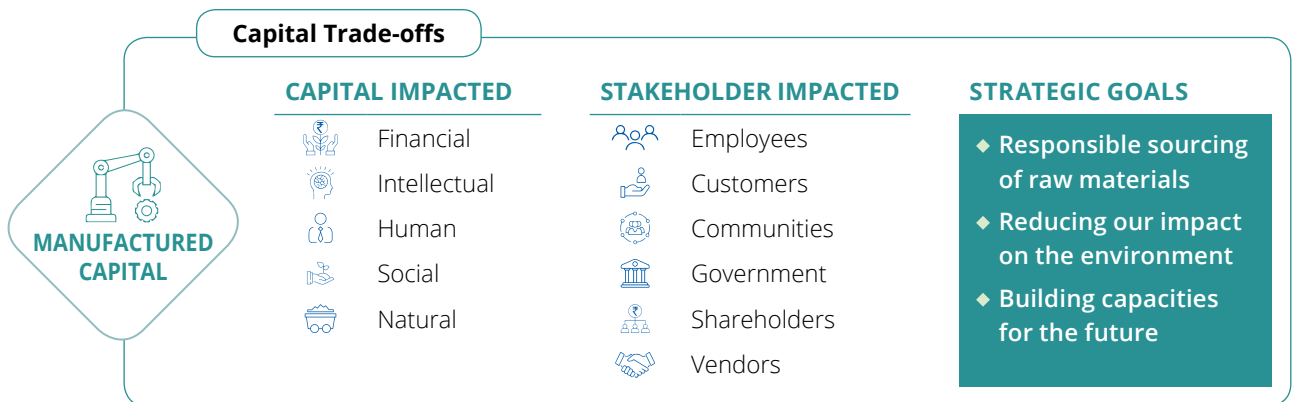 Capital Trade-offs
MANUFACTURED
CAPITAL
CAPITAL IMPACTED
Financial
Intellectual
Human
Social
Natural
STAKEHOLDER IMPACTED
Employees
Customers
Communities
Government
Shareholders
Vendors
STRATEGIC GOALS
Responsible sourcing
of raw materials
Reducing our impact
on the environment
Building capacities
for the future